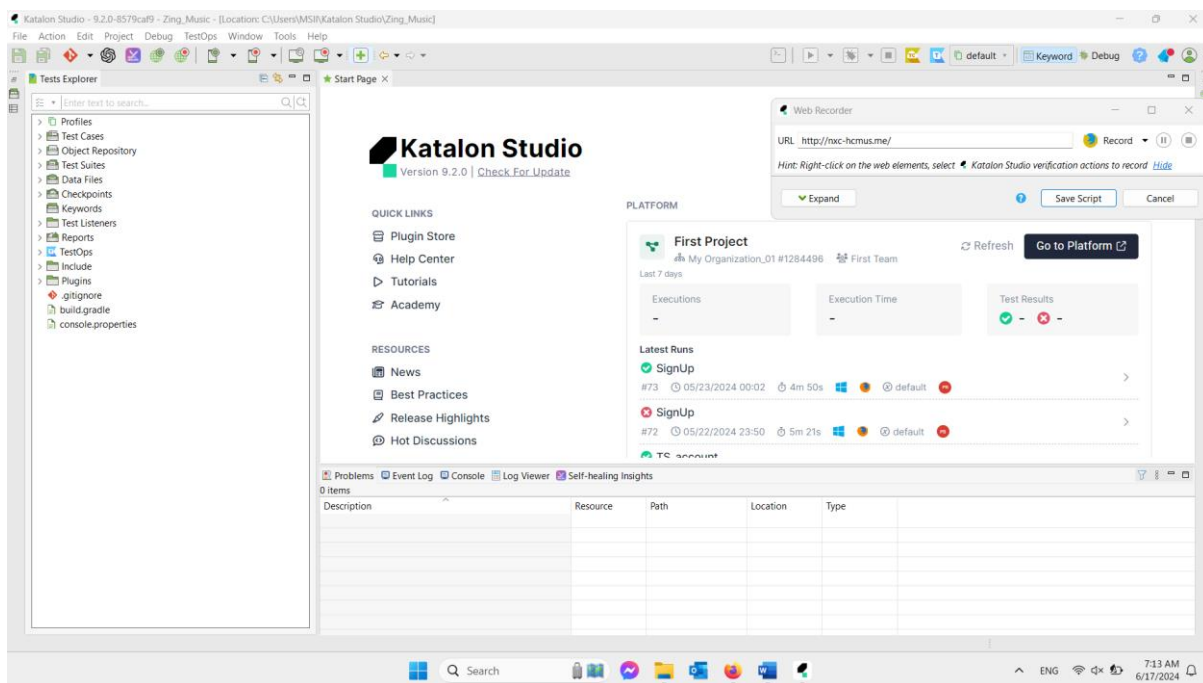 Katalon Studio - 9.2.0-8579caf9 - Zing_Music - [Location: C:\Users\MSII\Katalon Studio\Zing_Music]
File Action Edit Project Debug TestOps Window Tools Help
default Keyword Debug
Tests Explorer
Start Page
Enter text to search...
Profiles
Test Cases
Object Repository
Test Suites
Data Files
Checkpoints
Keywords
Test Listeners
Reports
TestOps
Include
Plugins
.gitignore
build.gradle
console.properties
Katalon Studio
Version 9.2.0 | Check For Update
QUICK LINKS
Plugin Store
Help Center
Tutorials
Academy
RESOURCES
News
Best Practices
Release Highlights
Hot Discussions
Web Recorder
URL http://nxc-hcmus.me/ Record
Hint: Right-click on the web elements, select Katalon Studio verification actions to record Hide
Expand Save Script Cancel
PLATFORM
First Project
My Organization_01 #1284496 First Team
Refresh Go to Platform
Last 7 days
Executions Execution Time Test Results
- - - -
Latest Runs
SignUp
#73 05/23/2024 00:02 4m 50s default
SignUp
#72 05/22/2024 23:50 5m 21s default
TS_account
Problems Event Log Console Log Viewer Self-healing Insights
0 items
Description Resource Path Location Type
Search
ENG 7:13 AM
6/17/2024